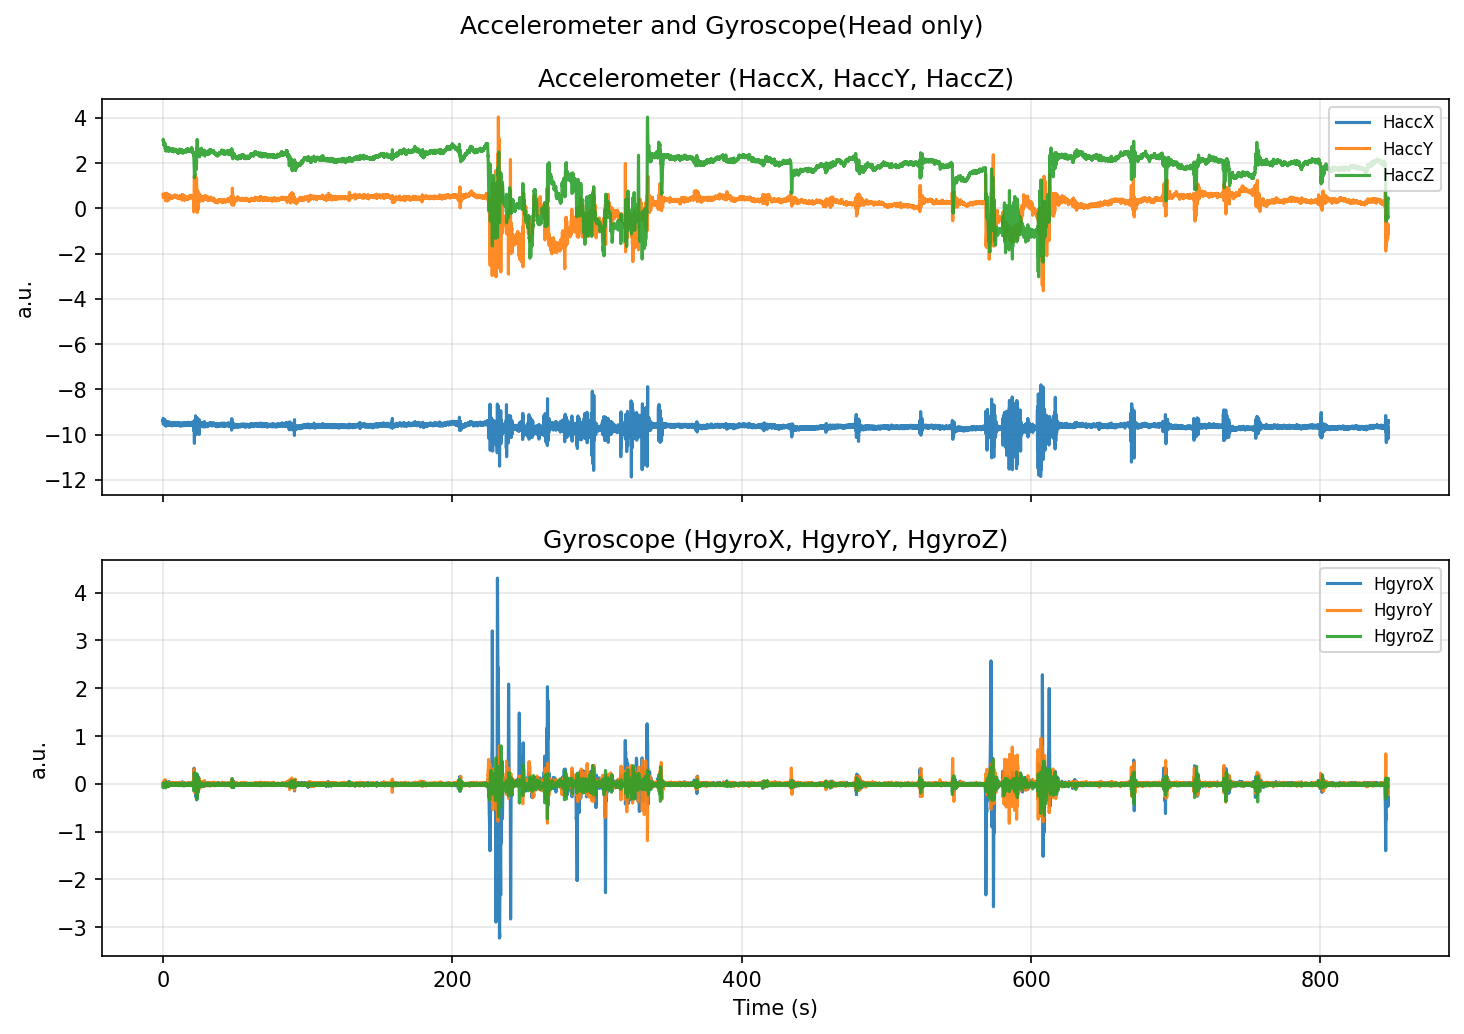 Accelerometer and Gyroscope(Head only)
Accelerometer (HaccX, HaccY, HaccZ)
4
2
0
−2
−4
−6
−8
−10
−12
a.u.
HaccX
HaccY
HaccZ
Gyroscope (HgyroX, HgyroY, HgyroZ)
4
3
2
1
0
−1
−2
−3
a.u.
HgyroX
HgyroY
HgyroZ
0
200
400
600
800
Time (s)